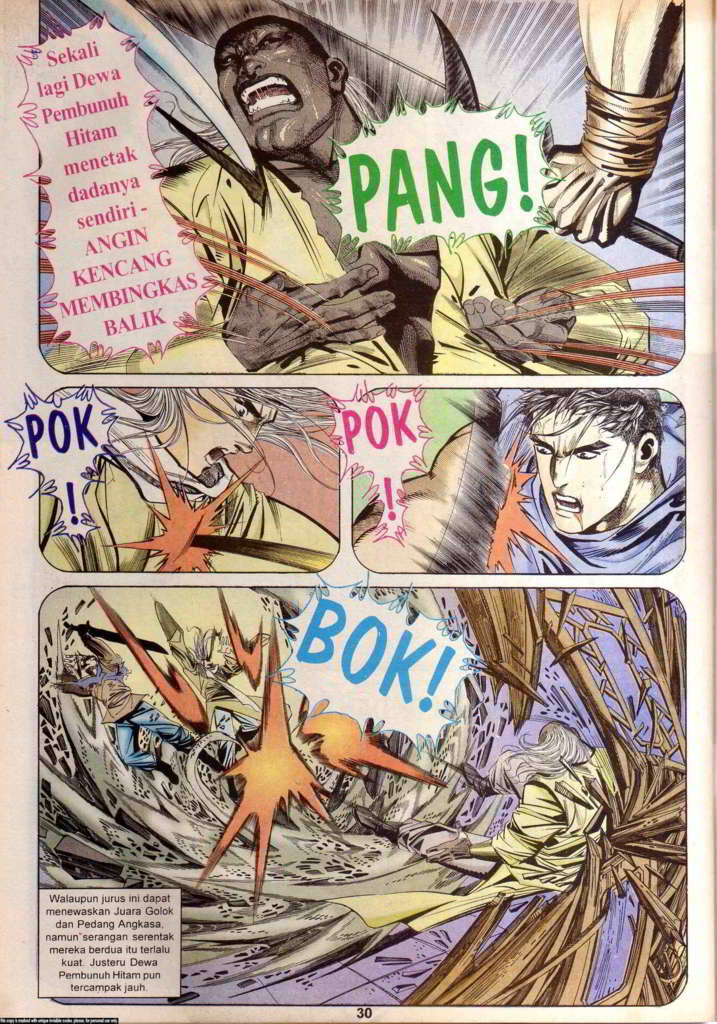 Sekali
lagi Dewa
Pembunuh
Hitam
menetak
dadanya
sendiri -
ANGIN
KENCANG
MEMBINGKAS
BALIK
PANG!
POK
!
POK
!
BOK!
Walaupun jurus ini dapat
menewaskan Juara Golok
dan Pedang Angkasa,
namun serangan serentak
mereka berdua itu terlalu
kuat. Justeru Dewa
Pembunuh Hitam pun
tercampak jauh.
30